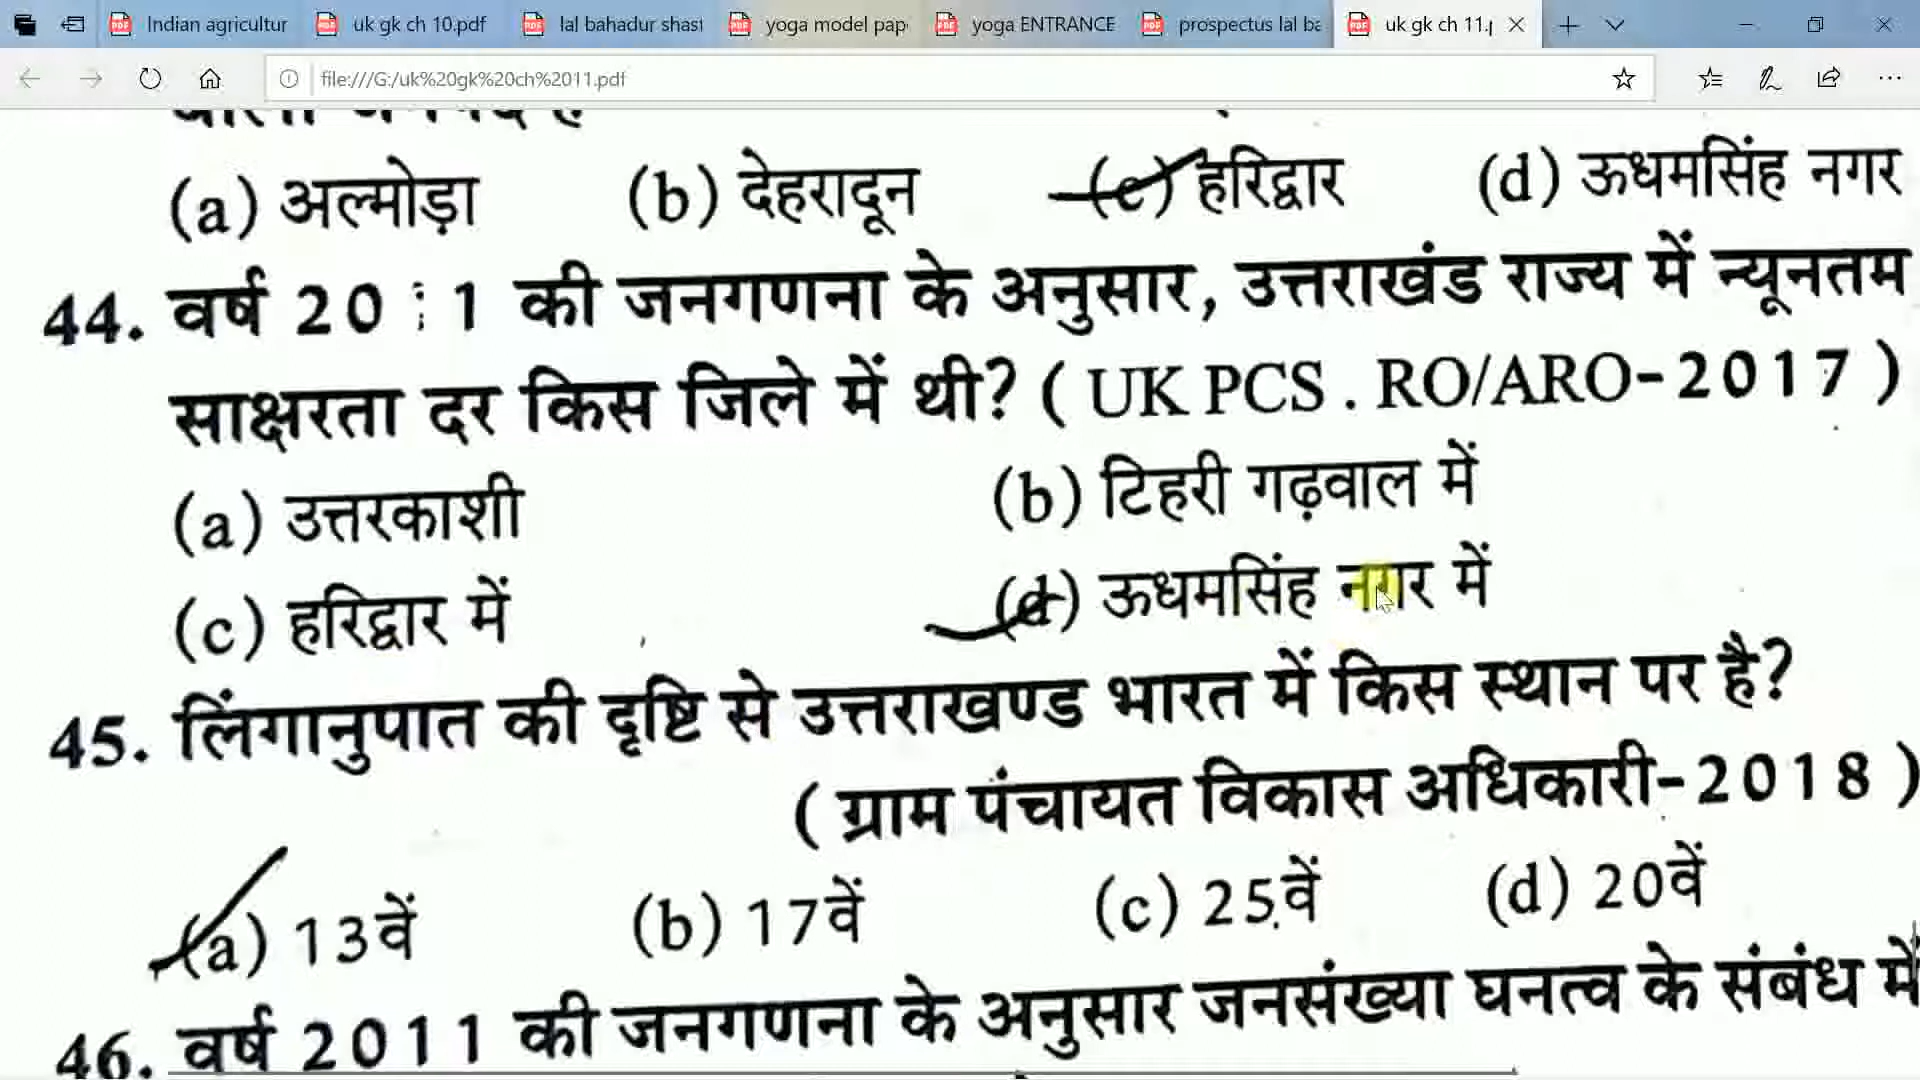 Indian agricultur
uk gk ch 10.pdf
lal bahadur shast
yoga model pap
yoga ENTRANCE
prospectus lal ba
uk gk ch 11.p
file:///G:/uk%20gk%20ch%2011.pdf
(a) अल्मोड़ा (b) देहरादून (c) हरिद्वार (d) ऊधमसिंह नगर
44. वर्ष 2011 की जनगणना के अनुसार, उत्तराखंड राज्य में न्यूनतम
साक्षरता दर किस जिले में थी? ( UK PCS . RO/ARO-2017 )
(a) उत्तरकाशी (b) टिहरी गढ़वाल में
(c) हरिद्वार में (d) ऊधमसिंह नगर में
45. लिंगानुपात की दृष्टि से उत्तराखण्ड भारत में किस स्थान पर है?
( ग्राम पंचायत विकास अधिकारी-2018 )
(a) 13वें (b) 17वें (c) 25वें (d) 20वें
46. वर्ष 2011 की जनगणना के अनुसार जनसंख्या घनत्व के संबंध में